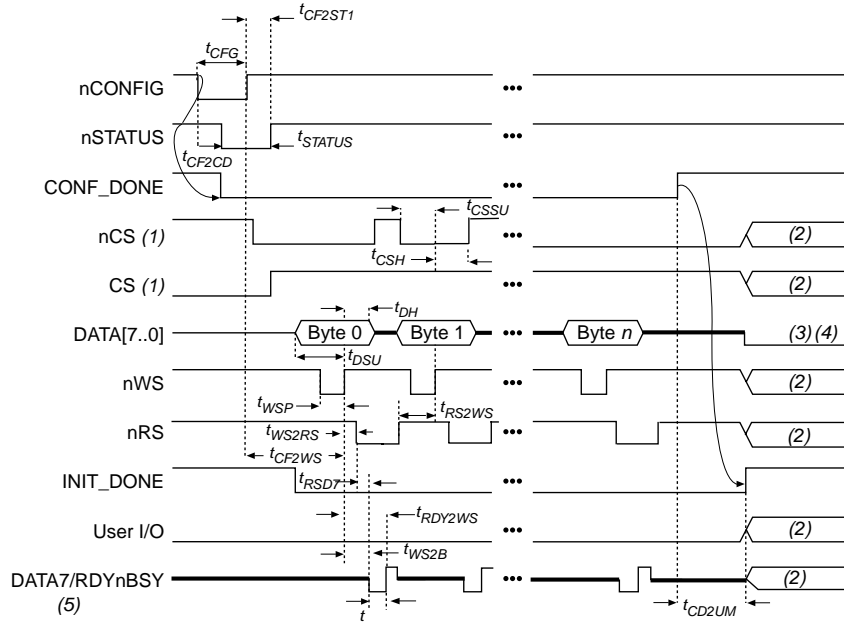 tCF2ST1
tCFG
nCONFIG
nSTATUS
tSTATUS
tCF2CD
CONF_DONE
tCSSU
nCS (1)
(2)
tCSH
CS (1)
(2)
tDH
DATA[7..0]
Byte 0
Byte 1
Byte n
(3) (4)
tDSU
nWS
(2)
tWSP
tRS2WS
nRS
tWS2RS
(2)
tCF2WS
INIT_DONE
tRSD7
tRDY2WS
User I/O
(2)
tWS2B
DATA7/RDYnBSY
(2)
(5)
t
tCD2UM